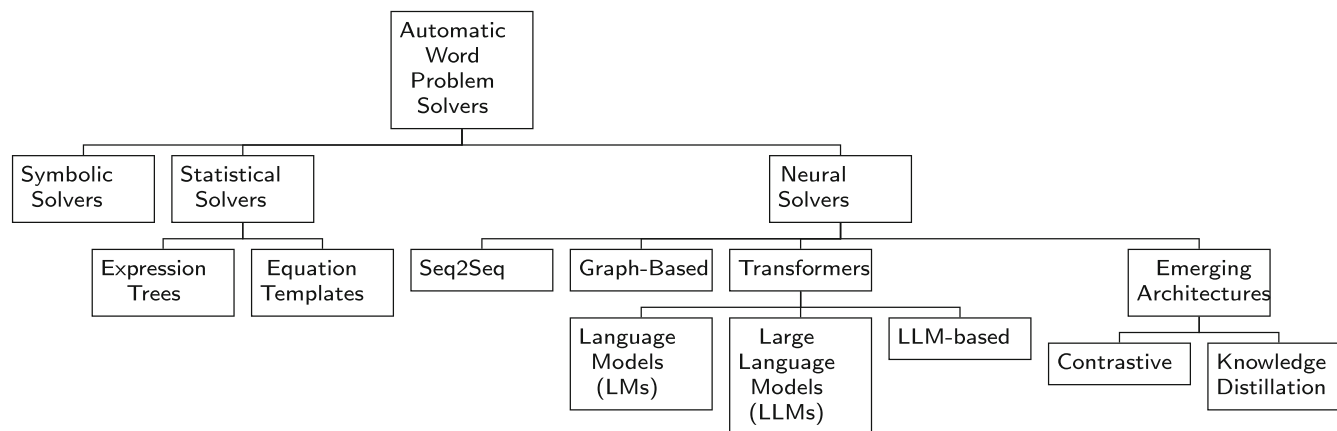 Automatic
Word
Problem
Solvers
Symbolic
Solvers
Statistical
Solvers
Neural
Solvers
Expression
Trees
Equation
Templates
Seq2Seq
Graph-Based
Transformers
Emerging
Architectures
Language
Models
(LMs)
Large
Language
Models
(LLMs)
LLM-based
Contrastive
Knowledge
Distillation